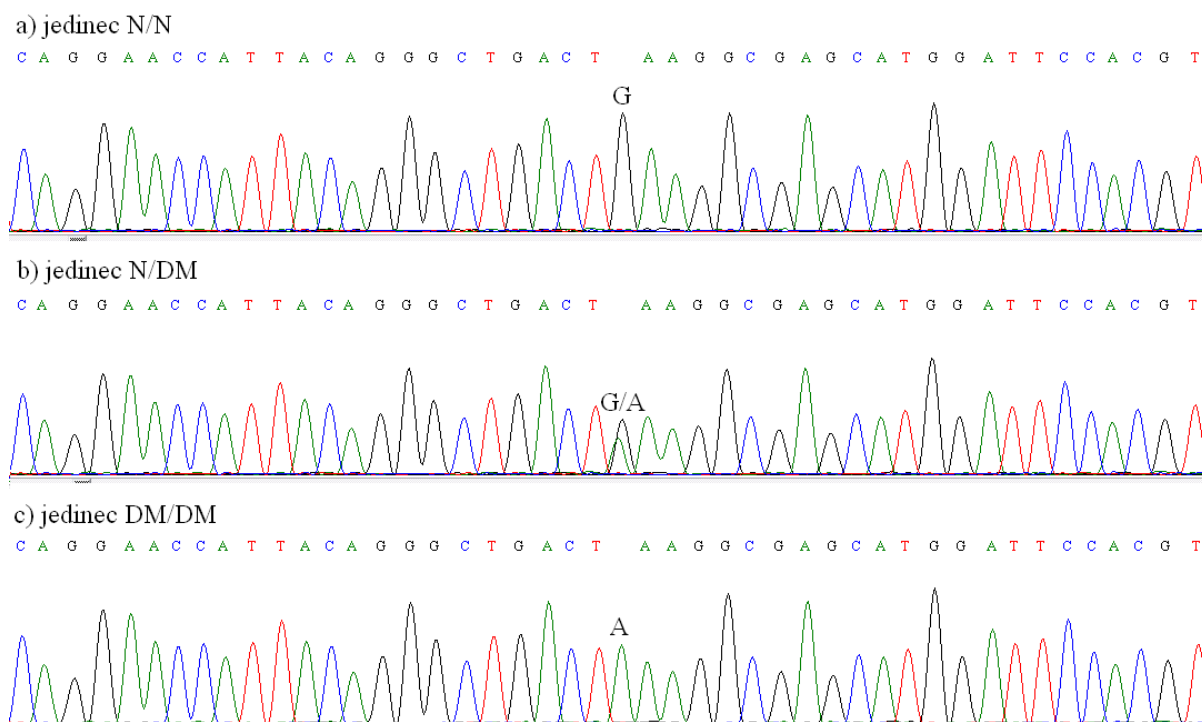 a) jedinec N/N
C A G G A A C C A T T A C A G G G C T G A C T A A G G C G A G C A T G G A T T C C A C G T
G
b) jedinec N/DM
C A G G A A C C A T T A C A G G G C T G A C T A A G G C G A G C A T G G A T T C C A C G T
G/A
c) jedinec DM/DM
C A G G A A C C A T T A C A G G G C T G A C T A A G G C G A G C A T G G A T T C C A C G T
A